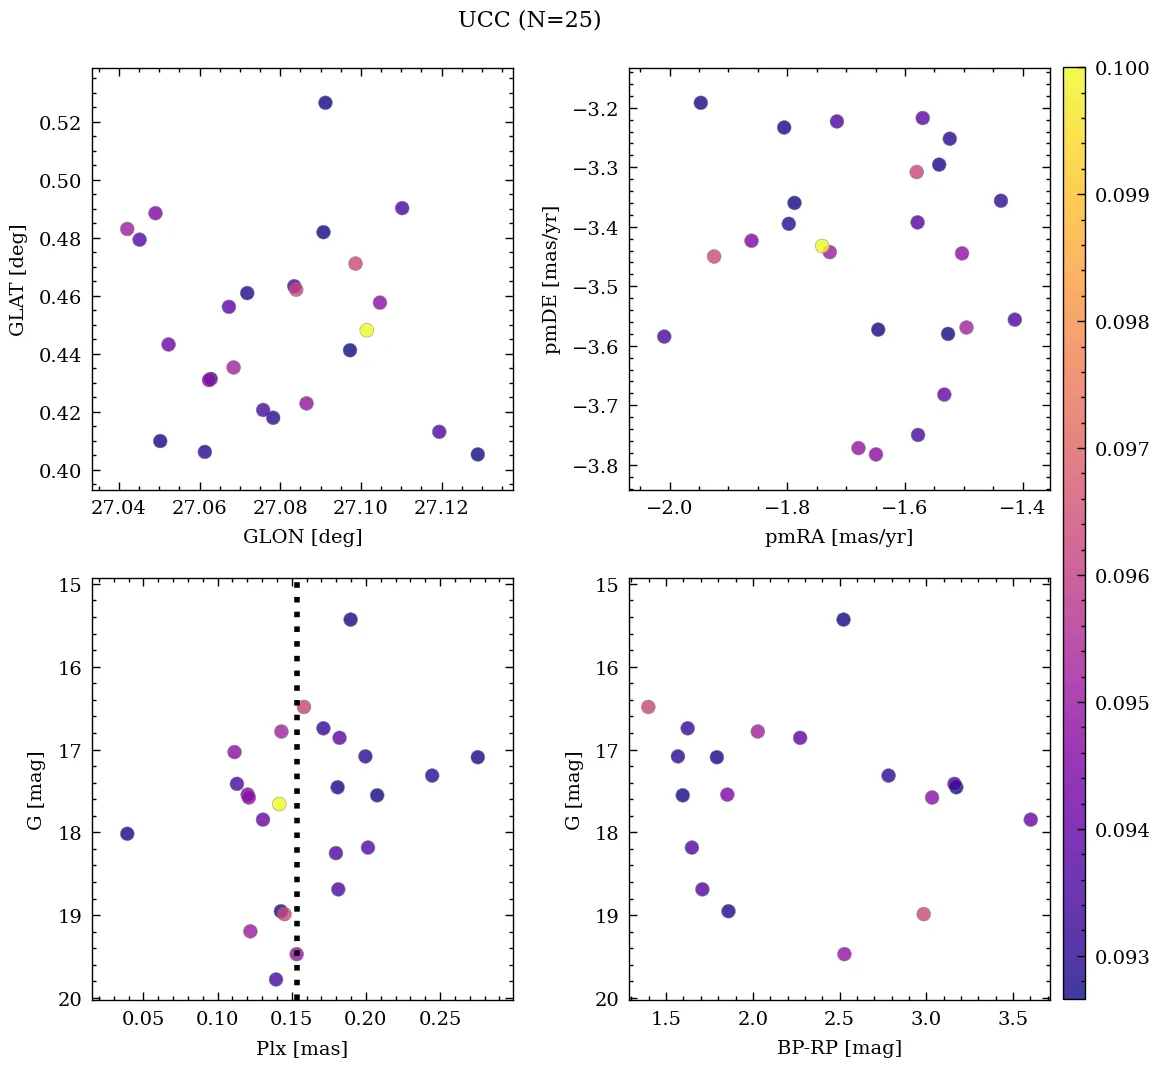 UCC (N=25)
0.52
0.50
0.48
0.46
0.44
0.42
0.40
GLAT [deg]
27.04 27.06 27.08 27.10 27.12
GLON [deg]
−3.2
−3.3
−3.4
−3.5
−3.6
−3.7
−3.8
pmDE [mas/yr]
−2.0 −1.8 −1.6 −1.4
pmRA [mas/yr]
15
16
17
18
19
20
G [mag]
0.05 0.10 0.15 0.20 0.25
Plx [mas]
15
16
17
18
19
20
G [mag]
1.5 2.0 2.5 3.0 3.5
BP-RP [mag]
0.100
0.099
0.098
0.097
0.096
0.095
0.094
0.093